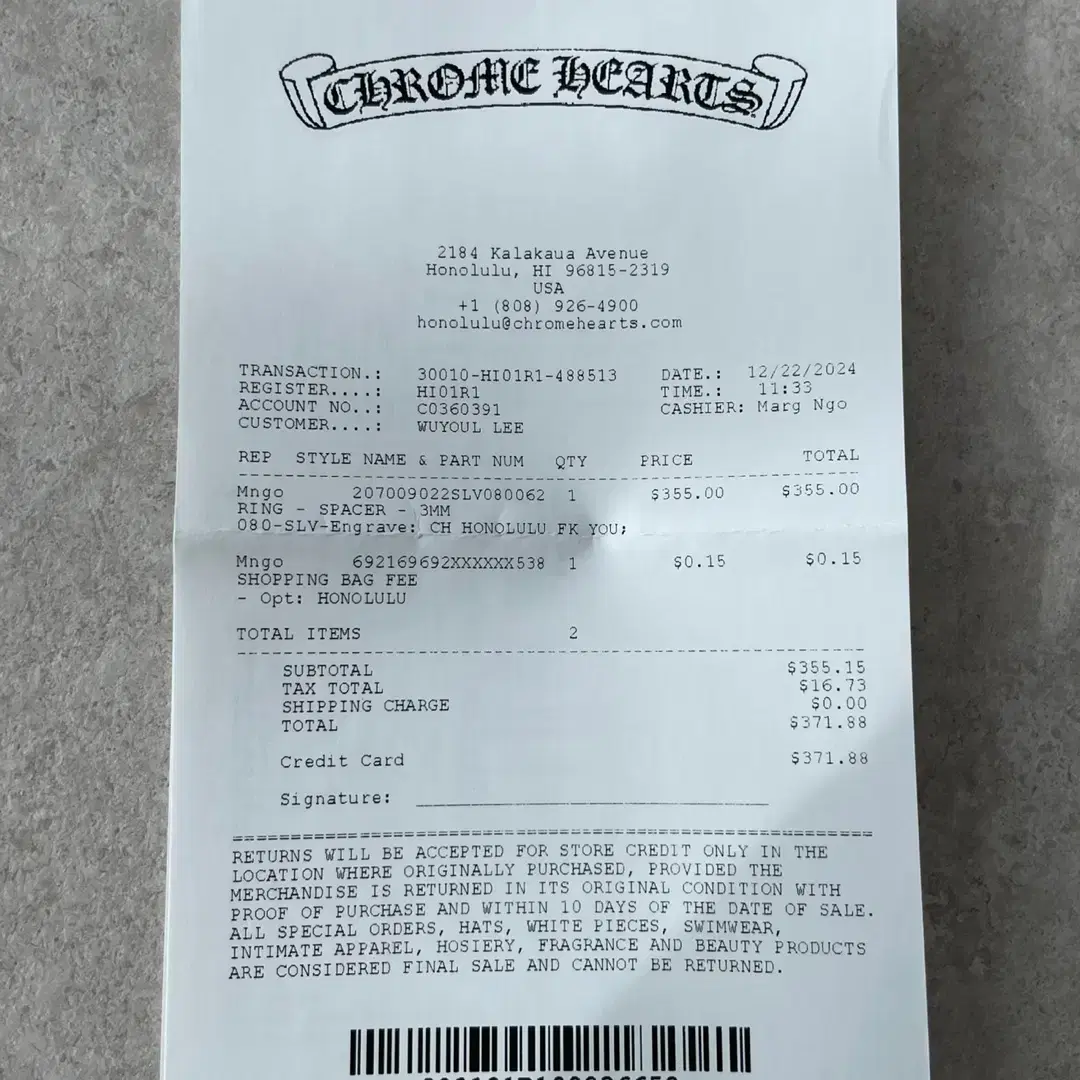 CHROME HEARTS
2184 Kalakaua Avenue
Honolulu, HI 96815-2319
USA
+1 (808) 926-4900
honolulu@chromehearts.com
TRANSACTION.: 30010-HI01R1-488513 DATE.: 12/22/2024
REGISTER....: HI01R1 TIME.: 11:33
ACCOUNT NO..: C0360391 CASHIER: Marg Ngo
CUSTOMER....: WUYOUL LEE
REP STYLE NAME & PART NUM QTY PRICE TOTAL
Mngo 207009022SLV080062 1 $355.00 $355.00
RING - SPACER - 3MM
080-SLV-Engrave: CH HONOLULU FK YOU;
Mngo 692169692XXXXXX538 1 $0.15 $0.15
SHOPPING BAG FEE
- Opt: HONOLULU
TOTAL ITEMS 2
SUBTOTAL $355.15
TAX TOTAL $16.73
SHIPPING CHARGE $0.00
TOTAL $371.88
Credit Card $371.88
Signature:
RETURNS WILL BE ACCEPTED FOR STORE CREDIT ONLY IN THE
LOCATION WHERE ORIGINALLY PURCHASED, PROVIDED THE
MERCHANDISE IS RETURNED IN ITS ORIGINAL CONDITION WITH
PROOF OF PURCHASE AND WITHIN 10 DAYS OF THE DATE OF SALE.
ALL SPECIAL ORDERS, HATS, WHITE PIECES, SWIMWEAR,
INTIMATE APPAREL, HOSIERY, FRAGRANCE AND BEAUTY PRODUCTS
ARE CONSIDERED FINAL SALE AND CANNOT BE RETURNED.